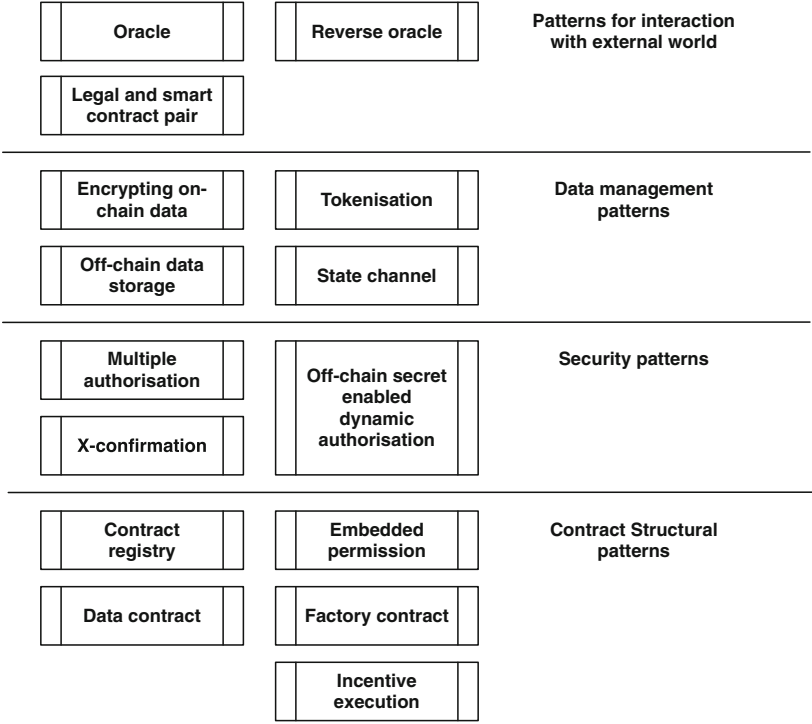 Oracle
Reverse oracle
Patterns for interaction
with external world
Legal and smart
contract pair
Encrypting on-
chain data
Tokenisation
Data management
patterns
Off-chain data
storage
State channel
Multiple
authorisation
Off-chain secret
enabled
dynamic
authorisation
Security patterns
X-confirmation
Contract
registry
Embedded
permission
Contract Structural
patterns
Data contract
Factory contract
Incentive
execution